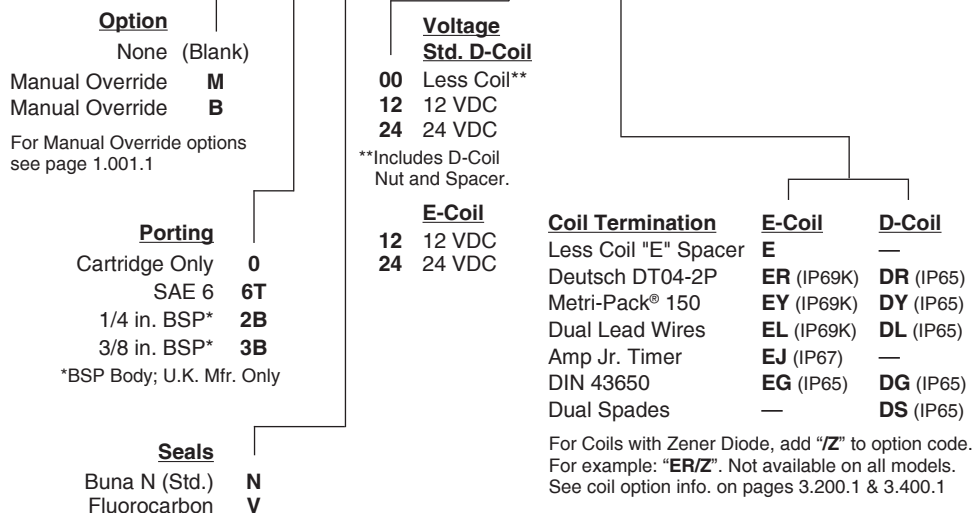 Option
None (Blank)
Manual Override M
Manual Override B
For Manual Override options
see page 1.001.1
Porting
Cartridge Only 0
SAE 6 6T
1/4 in. BSP* 2B
3/8 in. BSP* 3B
*BSP Body; U.K. Mfr. Only
Seals
Buna N (Std.) N
Fluorocarbon V
Voltage
Std. D-Coil
00 Less Coil**
12 12 VDC
24 24 VDC
**Includes D-Coil
Nut and Spacer.
E-Coil
12 12 VDC
24 24 VDC
Coil Termination E-Coil D-Coil
Less Coil "E" Spacer E —
Deutsch DT04-2P ER (IP69K) DR (IP65)
Metri-Pack® 150 EY (IP69K) DY (IP65)
Dual Lead Wires EL (IP69K) DL (IP65)
Amp Jr. Timer EJ (IP67) —
DIN 43650 EG (IP65) DG (IP65)
Dual Spades — DS (IP65)
For Coils with Zener Diode, add “/Z” to option code.
For example: “ER/Z”. Not available on all models.
See coil option info. on pages 3.200.1 & 3.400.1